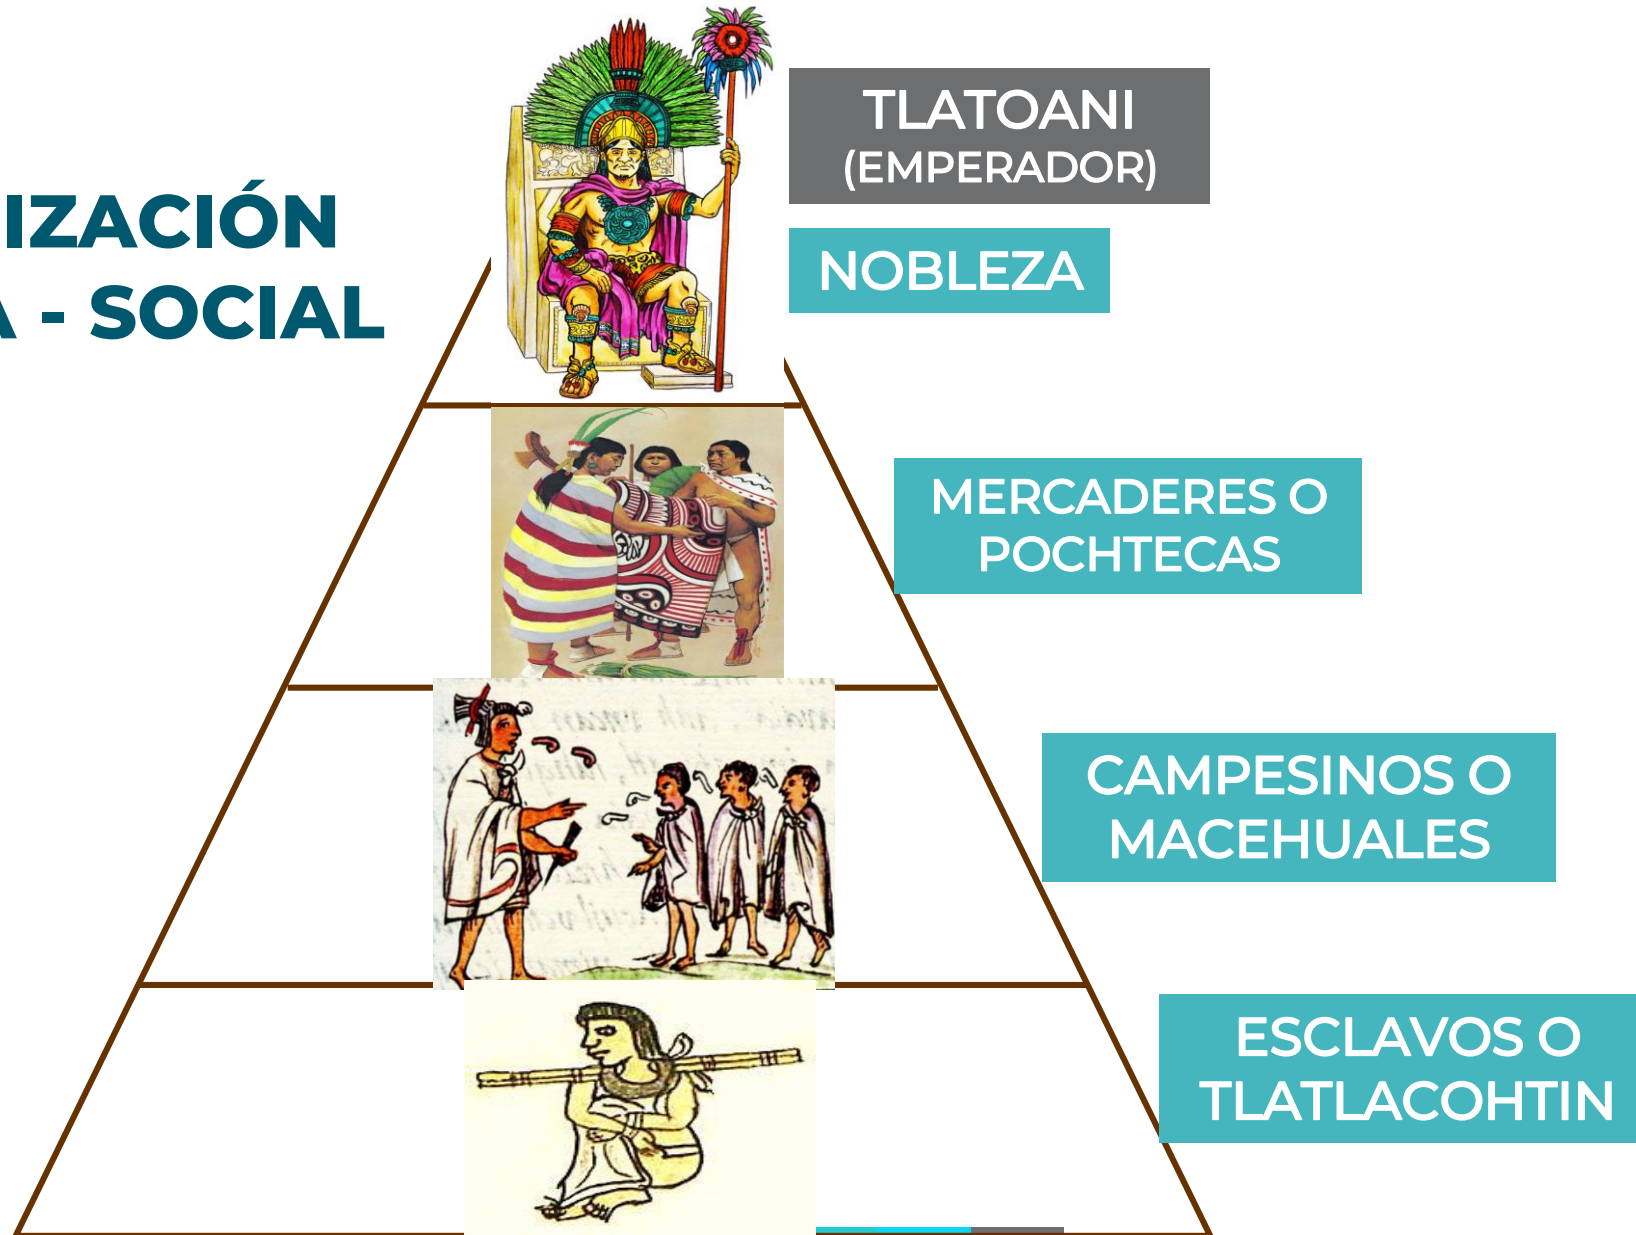 IZACIÓN
A - SOCIAL
TLATOANI
(EMPERADOR)
NOBLEZA
MERCADERES O
POCHTECAS
CAMPESINOS O
MACEHUALES
ESCLAVOS O
TLATLACOHTIN